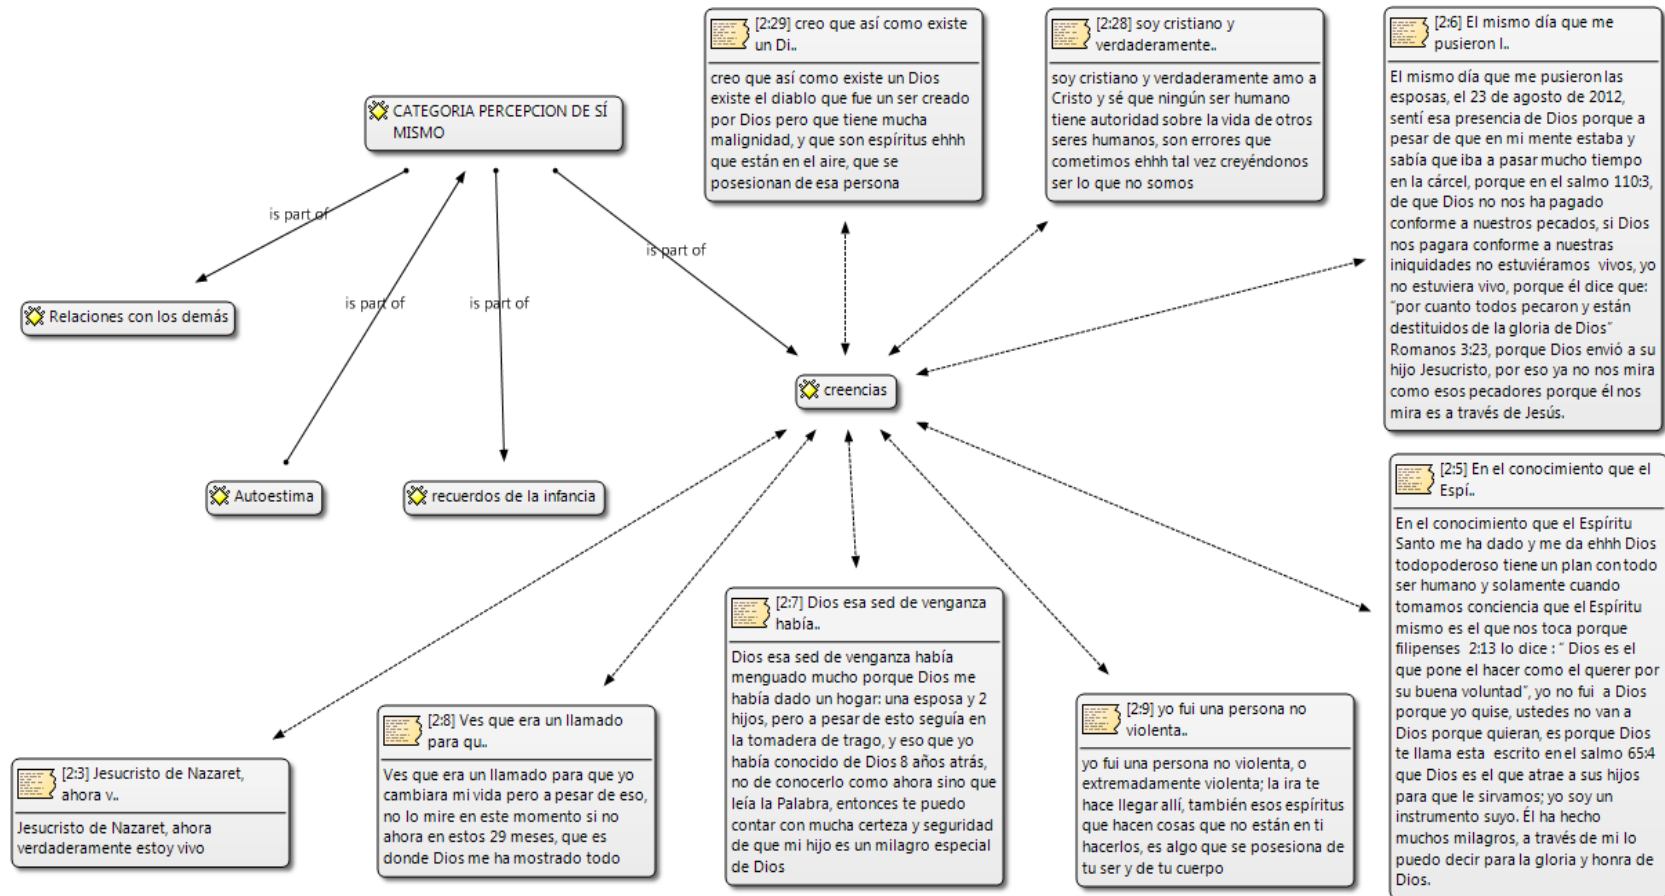 [2:29] creo que así como existe
un Di..
creo que así como existe un Dios
existe el diablo que fue un ser creado
por Dios pero que tiene mucha
malignidad, y que son espíritus ehhh
que están en el aire, que se
posesionan de esa persona
[2:28] soy cristiano y
verdaderamente..
soy cristiano y verdaderamente amo a
Cristo y sé que ningún ser humano
tiene autoridad sobre la vida de otros
seres humanos, son errores que
cometimos ehhh tal vez creyéndonos
ser lo que no somos
[2:6] El mismo día que me
pusieron l..
El mismo día que me pusieron las
esposas, el 23 de agosto de 2012,
sentí esa presencia de Dios porque a
pesar de que en mi mente estaba y
sabía que iba a pasar mucho tiempo
en la cárcel, porque en el salmo 110:3,
de que Dios no nos ha pagado
conforme a nuestros pecados, si Dios
nos pagara conforme a nuestras
iniquidades no estuviéramos vivos, yo
no estuviera vivo, porque él dice que:
"por cuanto todos pecaron y están
destituidos de la gloria de Dios"
Romanos 3:23, porque Dios envió a su
hijo Jesucristo, por eso ya no nos mira
como esos pecadores porque él nos
mira es a través de Jesús.
CATEGORIA PERCEPCION DE SÍ
MISMO
is part of
is part of
is part of
is part of
Relaciones con los demás
creencias
Autoestima
recuerdos de la infancia
[2:5] En el conocimiento que el
Espí..
En el conocimiento que el Espíritu
Santo me ha dado y me da ehhh Dios
todopoderoso tiene un plan con todo
ser humano y solamente cuando
tomamos conciencia que el Espíritu
mismo es el que nos toca porque
filipenses 2:13 lo dice : " Dios es el
que pone el hacer como el querer por
su buena voluntad", yo no fui a Dios
porque yo quise, ustedes no van a
Dios porque quieran, es porque Dios
te llama esta escrito en el salmo 65:4
que Dios es el que atrae a sus hijos
para que le sirvamos; yo soy un
instrumento suyo. Él ha hecho
muchos milagros, a través de mi lo
puedo decir para la gloria y honra de
Dios.
[2:7] Dios esa sed de venganza
había..
Dios esa sed de venganza había
menguado mucho porque Dios me
había dado un hogar: una esposa y 2
hijos, pero a pesar de esto seguía en
la tomadera de trago, y eso que yo
había conocido de Dios 8 años atrás,
no de conocerlo como ahora sino que
leía la Palabra, entonces te puedo
contar con mucha certeza y seguridad
de que mi hijo es un milagro especial
de Dios
[2:9] yo fui una persona no
violenta..
yo fui una persona no violenta, o
extremadamente violenta; la ira te
hace llegar allí, también esos espíritus
que hacen cosas que no están en ti
hacerlos, es algo que se posesiona de
tu ser y de tu cuerpo
[2:8] Ves que era un llamado
para qu..
Ves que era un llamado para que yo
cambiara mi vida pero a pesar de eso,
no lo mire en este momento si no
ahora en estos 29 meses, que es
donde Dios me ha mostrado todo
[2:3] Jesucristo de Nazaret,
ahora v..
Jesucristo de Nazaret, ahora
verdaderamente estoy vivo